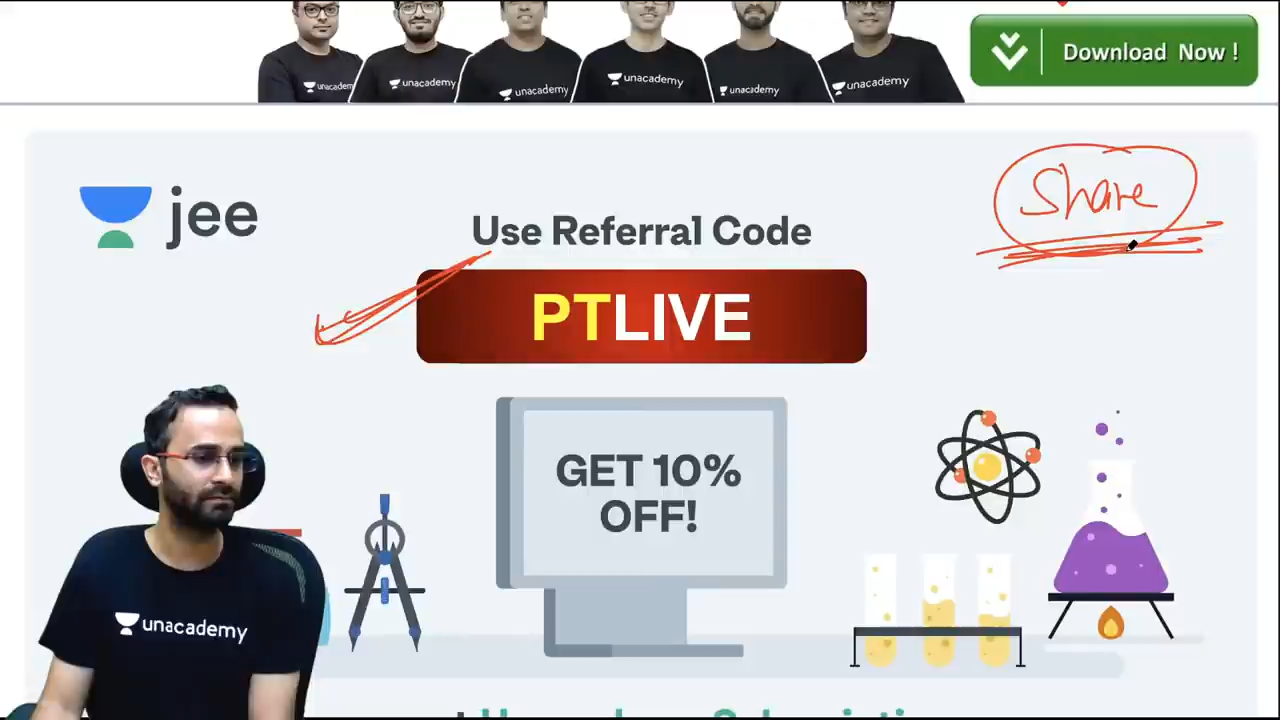 unacademy unacademy unacademy unacademy unacademy unacademy
Download Now !
jee
Share
Use Referral Code
PTLIVE
GET 10%
OFF!
unacademy